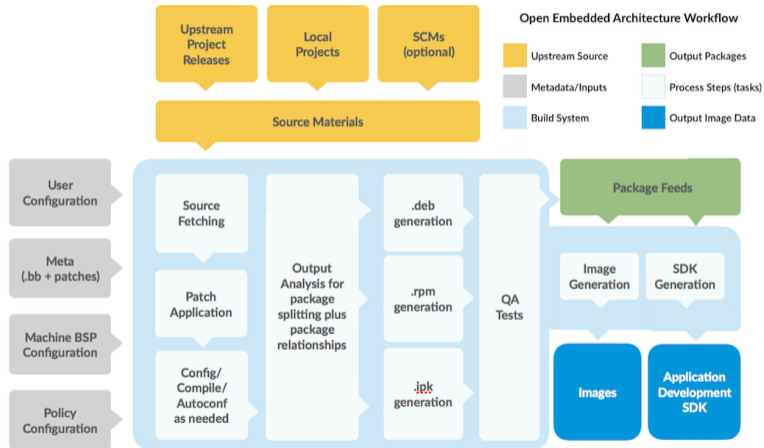 Open Embedded Architecture Workflow
Upstream Source
Output Packages
Metadata/Inputs
Process Steps (tasks)
Build System
Output Image Data
Upstream
Project
Releases
Local
Projects
SCMs
(optional)
Source Materials
User
Configuration
Meta
(.bb + patches)
Machine BSP
Configuration
Policy
Configuration
Source
Fetching
Patch
Application
Config/
Compile/
Autoconf
as needed
Output
Analysis for
package
splitting plus
package
relationships
.deb
generation
.rpm
generation
.ipk
generation
QA
Tests
Package Feeds
Image
Generation
SDK
Generation
Images
Application
Development
SDK